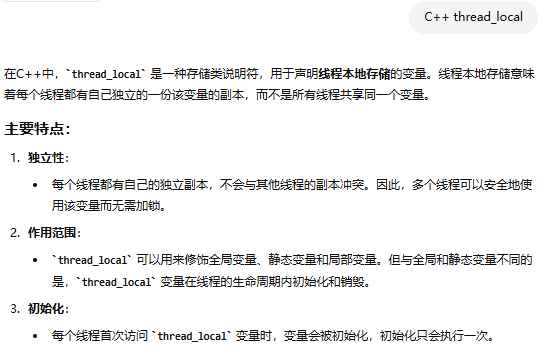 C++ thread_local
在C++中，`thread_local` 是一种存储类说明符，用于声明线程本地存储的变量。线程本地存储意味
着每个线程都有自己独立的一份该变量的副本，而不是所有线程共享同一个变量。
主要特点：
1. 独立性：
• 每个线程都有自己的独立副本，不会与其他线程的副本冲突。因此，多个线程可以安全地使
用该变量而无需加锁。
2. 作用范围：
• `thread_local` 可以用来修饰全局变量、静态变量和局部变量。但与全局和静态变量不同的
是，`thread_local` 变量在线程的生命周期内初始化和销毁。
3. 初始化：
• 每个线程首次访问 `thread_local` 变量时，变量会被初始化，初始化只会执行一次。